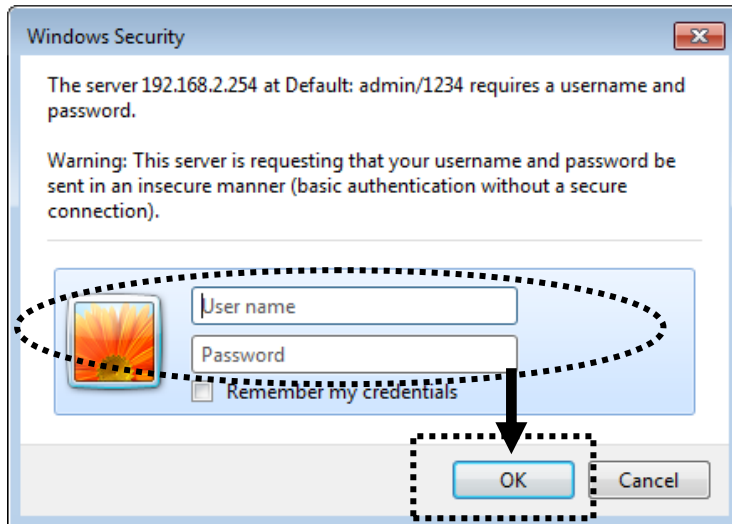 Windows Security
The server 192.168.2.254 at Default: admin/1234 requires a username and
password.
Warning: This server is requesting that your username and password be
sent in an insecure manner (basic authentication without a secure
connection).
User name
Password
Remember my credentials
OK
Cancel